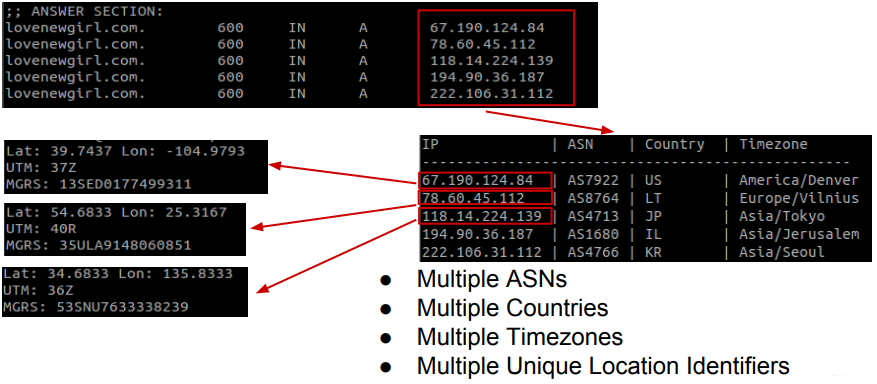 ;; ANSWER SECTION:
lovenewgirl.com. 600 IN A 67.190.124.84
lovenewgirl.com. 600 IN A 78.60.45.112
lovenewgirl.com. 600 IN A 118.14.224.139
lovenewgirl.com. 600 IN A 194.90.36.187
lovenewgirl.com. 600 IN A 222.106.31.112
Lat: 39.7437 Lon: -104.9793
UTM: 37Z
MGRS: 13SED0177499311
Lat: 54.6833 Lon: 25.3167
UTM: 40R
MGRS: 35ULA9148060851
Lat: 34.6833 Lon: 135.8333
UTM: 36Z
MGRS: 53SNU7633338239
IP | ASN | Country | Timezone
--------------------------------------------------
67.190.124.84 | AS7922 | US | America/Denver
78.60.45.112 | AS8764 | LT | Europe/Vilnius
118.14.224.139 | AS4713 | JP | Asia/Tokyo
194.90.36.187 | AS1680 | IL | Asia/Jerusalem
222.106.31.112 | AS4766 | KR | Asia/Seoul
● Multiple ASNs
● Multiple Countries
● Multiple Timezones
● Multiple Unique Location Identifiers